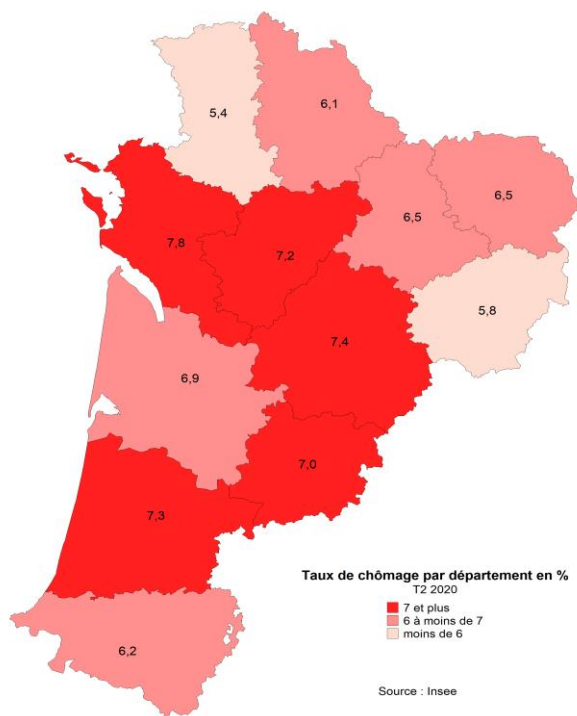 5,4
6,1
6,5
6,5
7,8
7,2
5,8
7,4
6,9
7,0
7,3
6,2
Taux de chômage par département en %
T2 2020
7 et plus
6 à moins de 7
moins de 6
Source : Insee